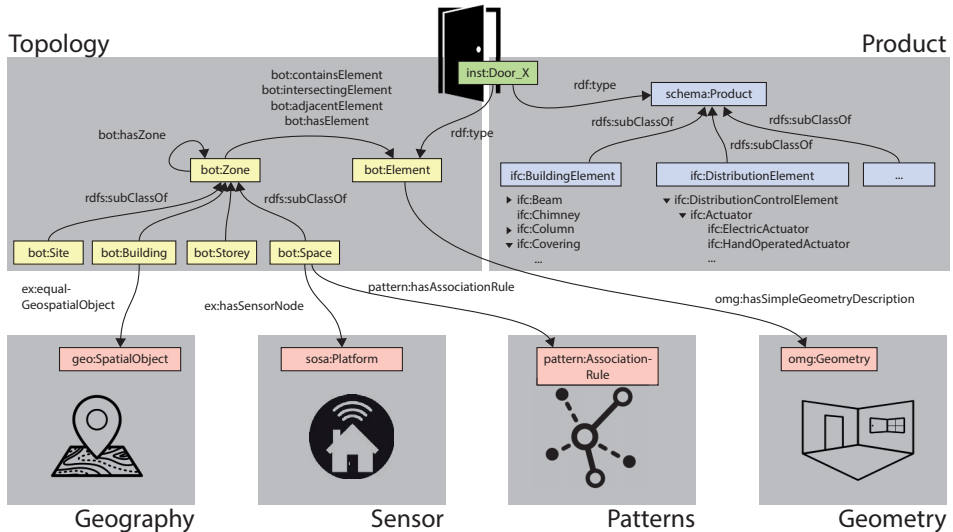 Topology
Product
inst:Door_X
bot:containsElement
bot:intersectingElement
bot:adjacentElement
bot:hasElement
rdf:type
rdf:type
schema:Product
bot:hasZone
rdfs:subClassOf
rdfs:subClassOf
rdfs:subClassOf
bot:Zone
bot:Element
ifc:BuildingElement
ifc:DistributionElement
...
rdfs:subClassOf
rdfs:subClassOf
ifc:Beam
ifc:Chimney
ifc:Column
ifc:Covering
...
ifc:DistributionControlElement
ifc:Actuator
ifc:ElectricActuator
ifc:HandOperatedActuator
...
bot:Site
bot:Building
bot:Storey
bot:Space
ex:equal-
GeospatialObject
ex:hasSensorNode
pattern:hasAssociationRule
omg:hasSimpleGeometryDescription
geo:SpatialObject
sosa:Platform
pattern:Association-
Rule
omg:Geometry
Geography
Sensor
Patterns
Geometry